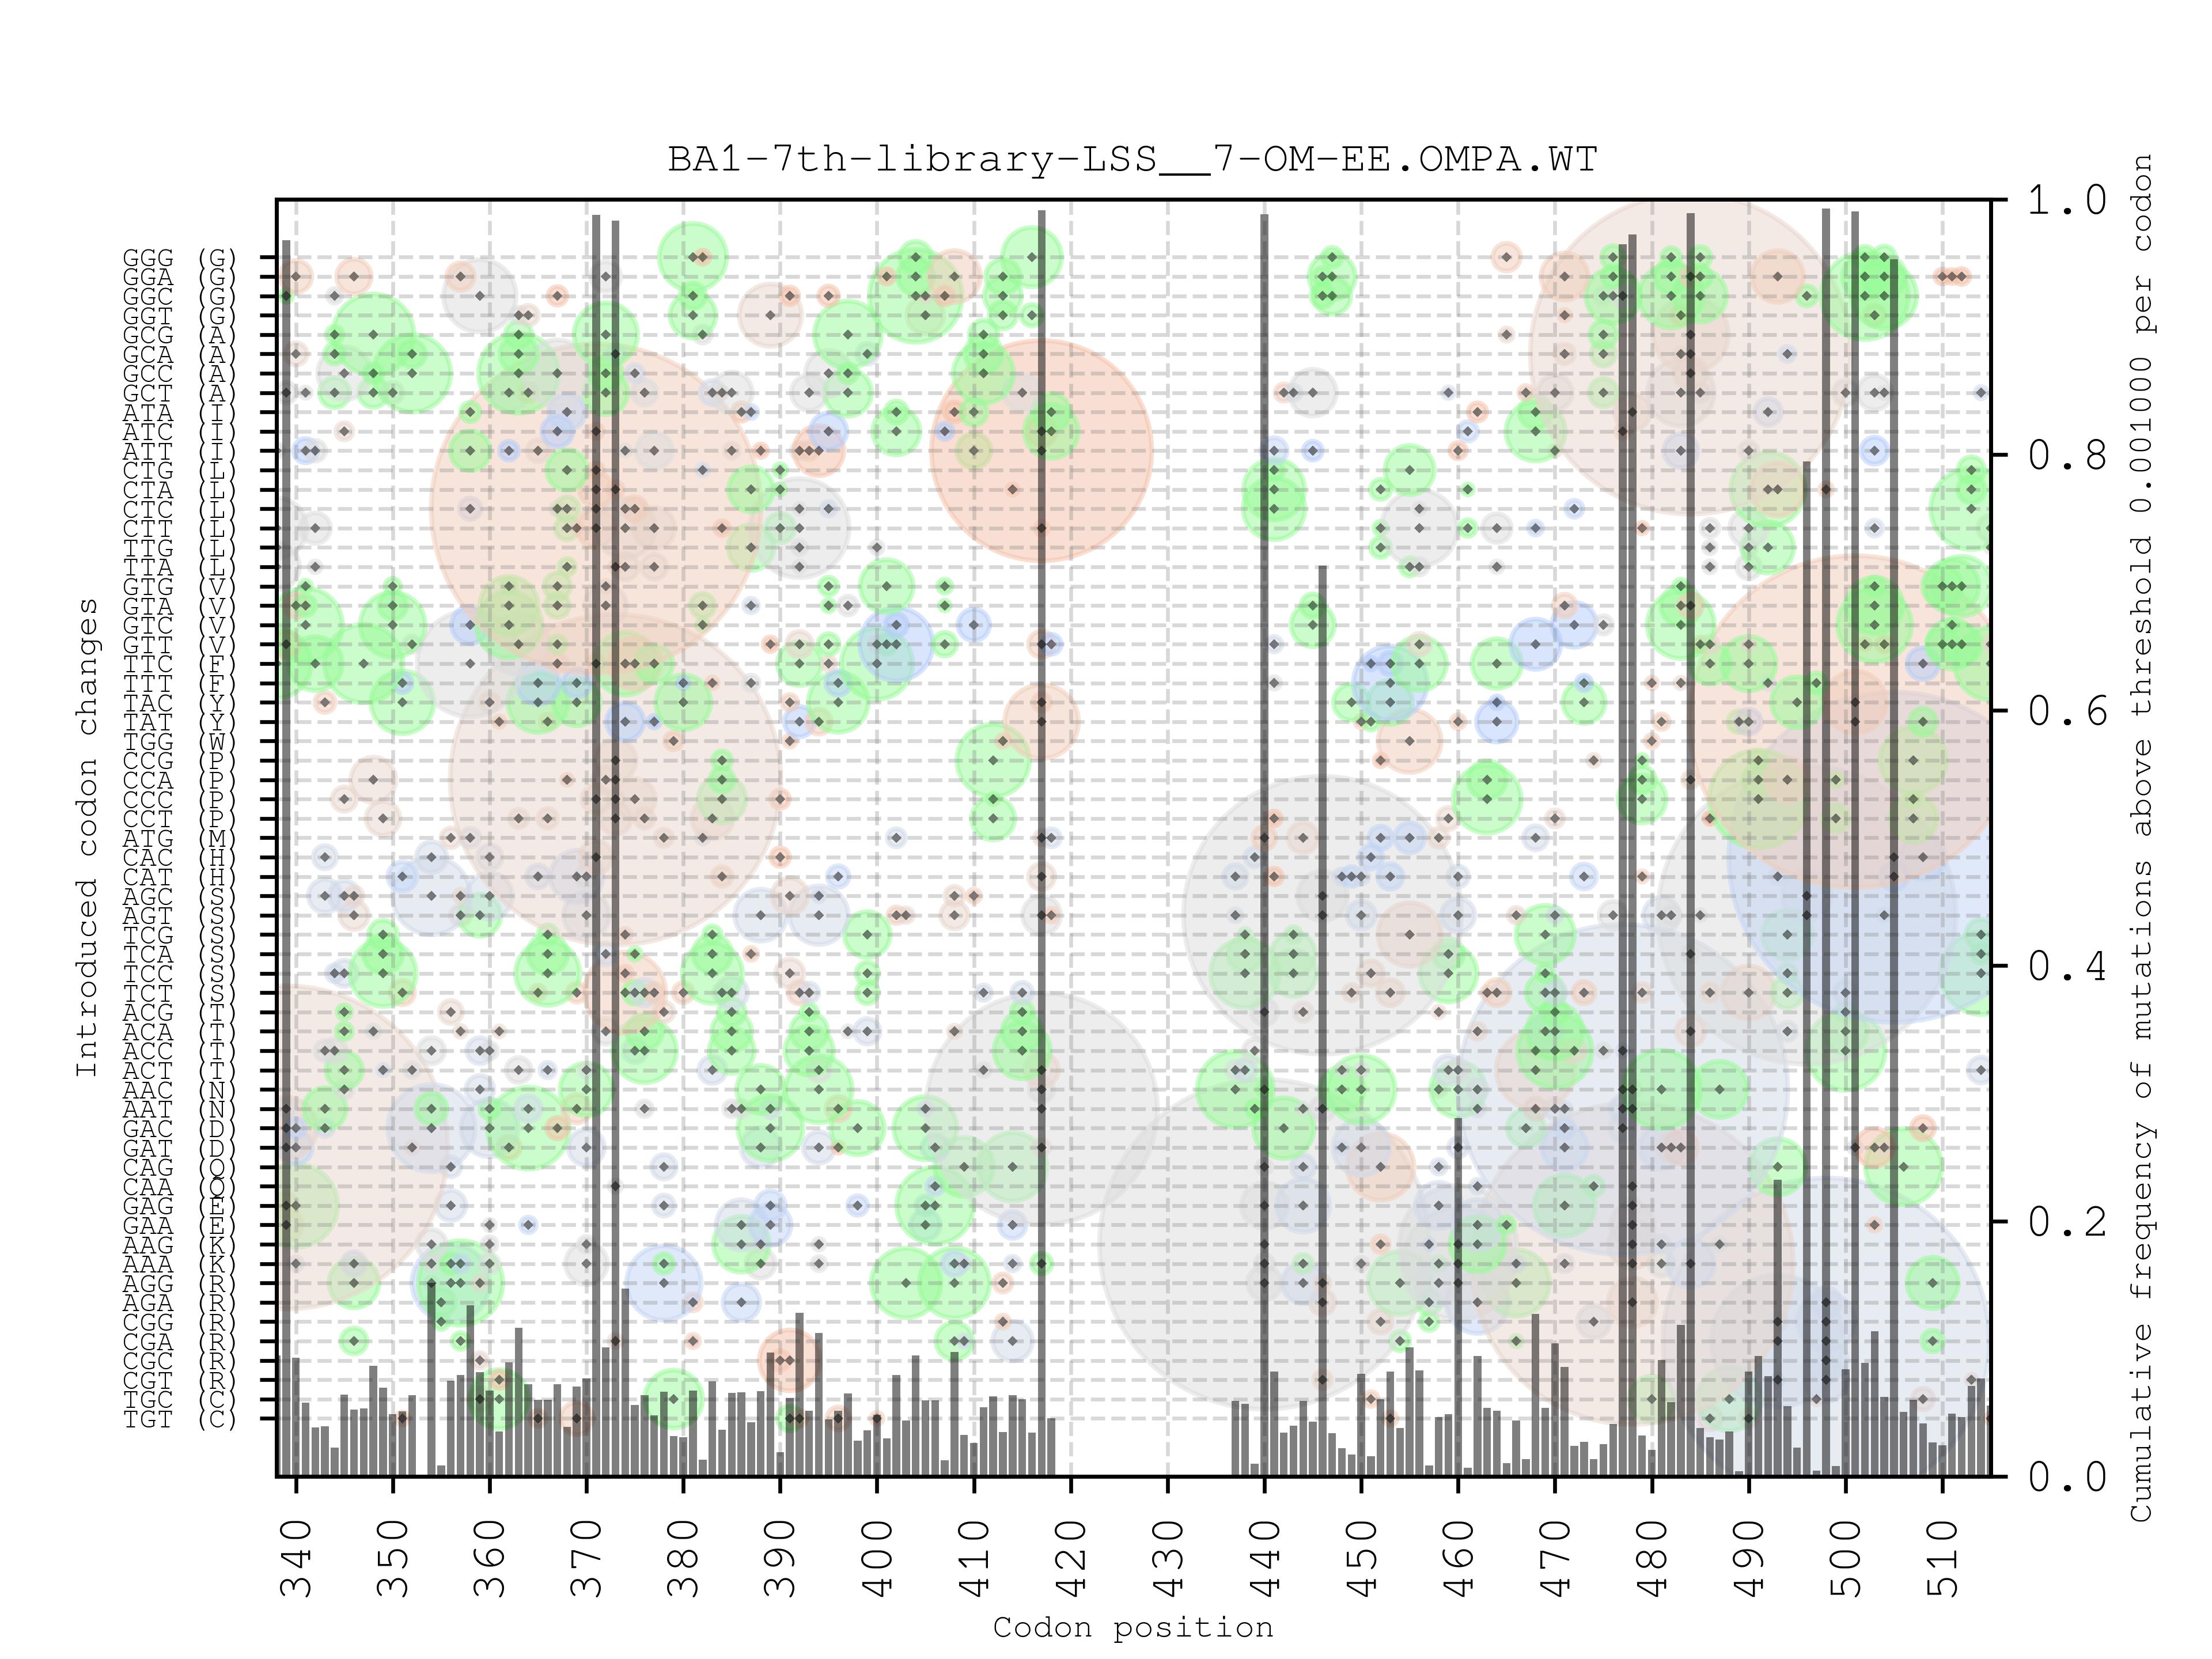 BA1-7th-library-LSS__7-OM-EE.OMPA.WT
Introduced codon changes
GGG (G)
GGA (G)
GGC (G)
GGT (G)
GCG (A)
GCA (A)
GCC (A)
GCT (A)
ATA (I)
ATC (I)
ATT (I)
CTG (L)
CTA (L)
CTC (L)
CTT (L)
TTG (L)
TTA (L)
GTG (V)
GTA (V)
GTC (V)
GTT (V)
TTC (F)
TTT (F)
TAC (Y)
TAT (Y)
TGG (W)
CCG (P)
CCA (P)
CCC (P)
CCT (P)
ATG (M)
CAC (H)
CAT (H)
AGC (S)
AGT (S)
TCG (S)
TCA (S)
TCC (S)
TCT (S)
ACG (T)
ACA (T)
ACC (T)
ACT (T)
AAC (N)
AAT (N)
GAC (D)
GAT (D)
CAG (Q)
CAA (Q)
GAG (E)
GAA (E)
AAG (K)
AAA (K)
AGG (R)
AGA (R)
CGG (R)
CGA (R)
CGC (R)
CGT (R)
TGC (C)
TGT (C)
340 350 360 370 380 390 400 410 420 430 440 450 460 470 480 490 500 510
Codon position
1.0
0.8
0.6
0.4
0.2
0.0
Cumulative frequency of mutations above threshold 0.001000 per codon